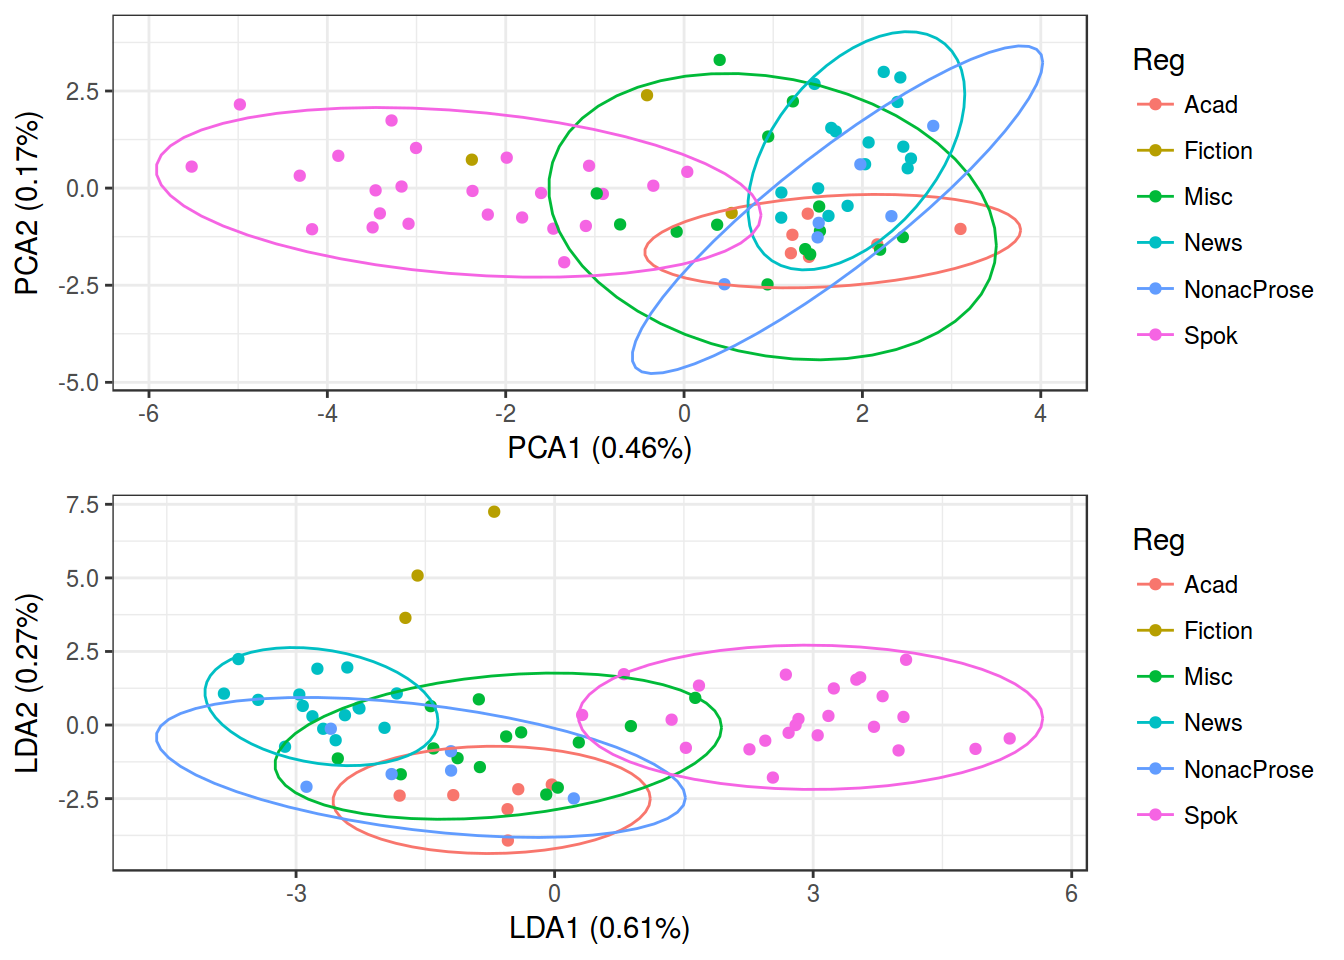 PCA2 (0.17%)
2.5
0.0
-2.5
-5.0
-6
-4
-2
0
2
4
PCA1 (0.46%)
Reg
Acad
Fiction
Misc
News
NonacProse
Spok
LDA2 (0.27%)
7.5
5.0
2.5
0.0
-2.5
-3
0
3
6
LDA1 (0.61%)
Reg
Acad
Fiction
Misc
News
NonacProse
Spok